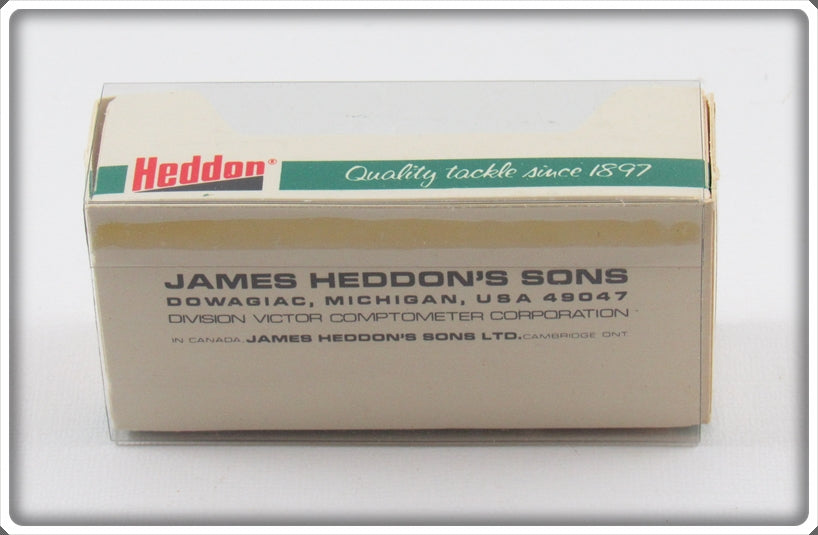 Heddon® Quality tackle since 1897
JAMES HEDDON'S SONS
DOWAGIAC, MICHIGAN, USA 49047
DIVISION VICTOR COMPTOMETER CORPORATION
IN CANADA, JAMES HEDDON'S SONS LTD. CAMBRIDGE ONT.